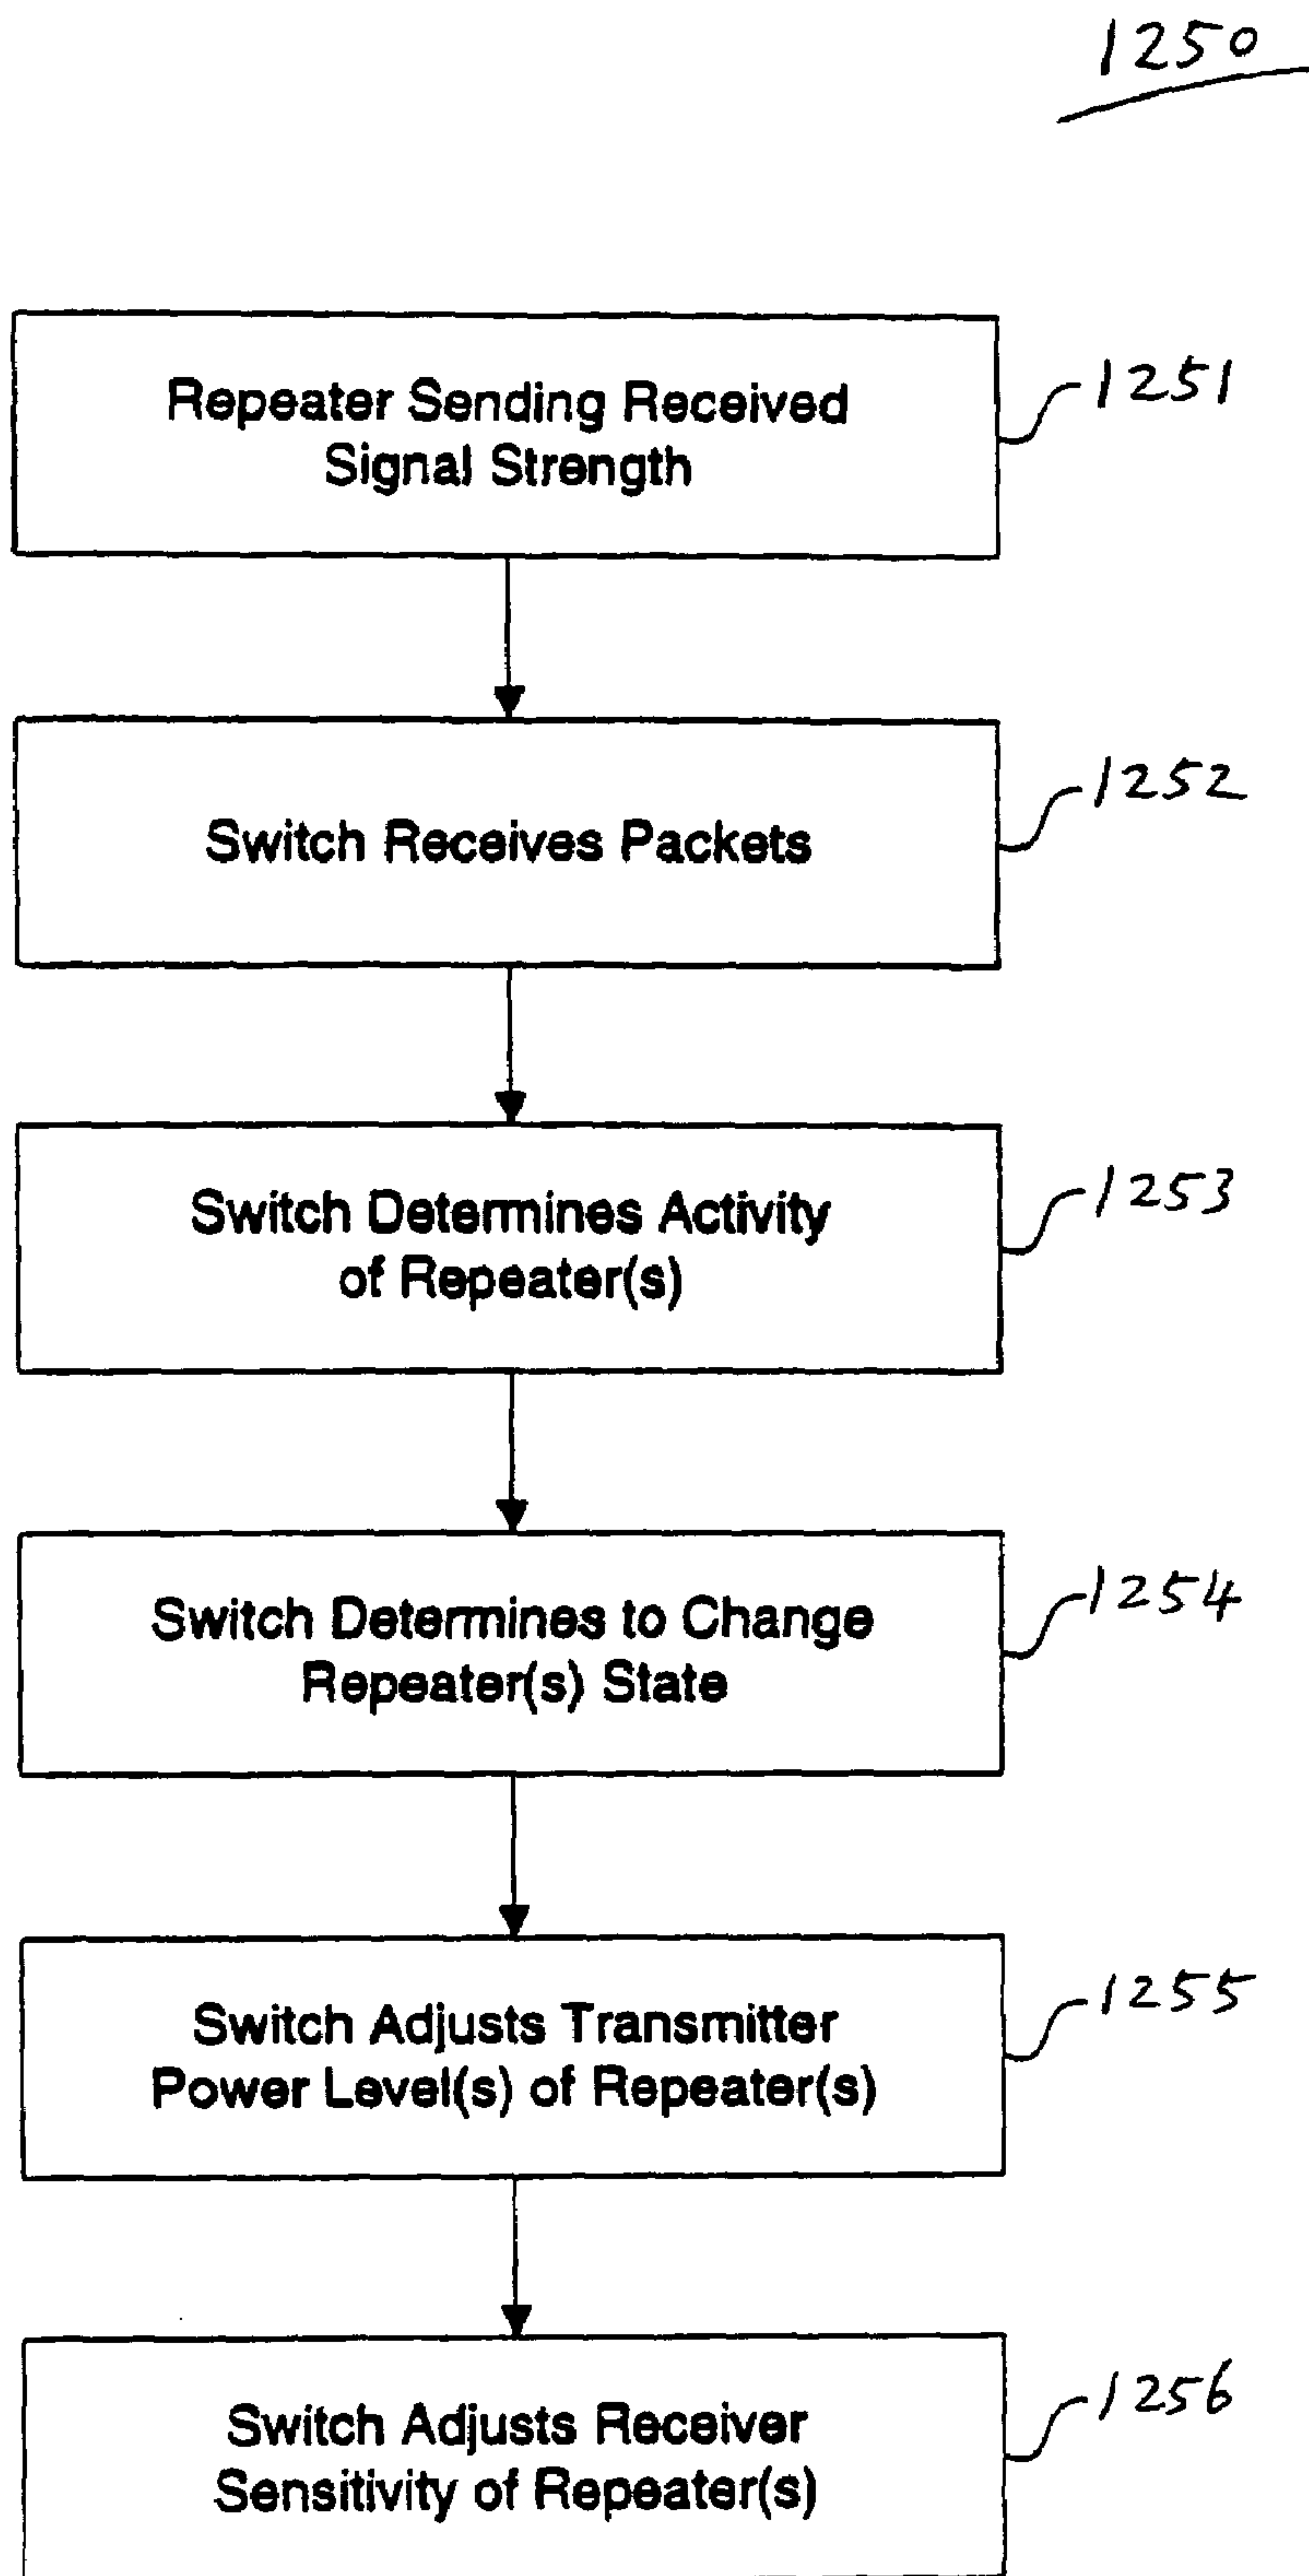 1250
Repeater Sending Received
Signal Strength
1251
Switch Receives Packets
1252
Switch Determines Activity
of Repeater(s)
1253
Switch Determines to Change
Repeater(s) State
1254
Switch Adjusts Transmitter
Power Level(s) of Repeater(s)
1255
Switch Adjusts Receiver
Sensitivity of Repeater(s)
1256